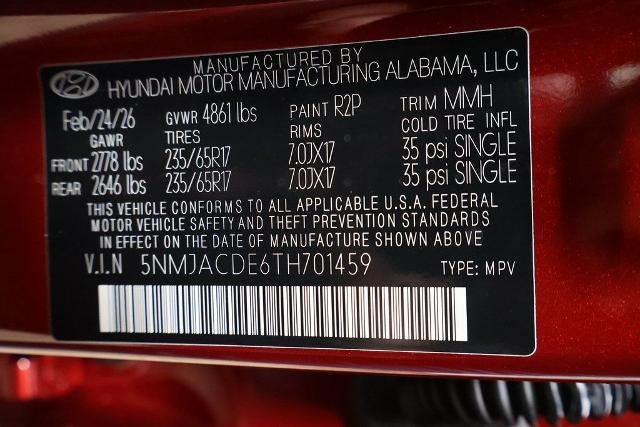 MANUFACTURED BY
HYUNDAI MOTOR MANUFACTURING ALABAMA, LLC
Feb/24/26 GVWR 4861 lbs PAINT R2P TRIM MMH
GAWR TIRES RIMS COLD TIRE INFL
FRONT 2778 lbs 235/65R17 7.0JX17 35 psi SINGLE
REAR 2646 lbs 235/65R17 7.0JX17 35 psi SINGLE
THIS VEHICLE CONFORMS TO ALL APPLICABLE U.S.A. FEDERAL
MOTOR VEHICLE SAFETY AND THEFT PREVENTION STANDARDS
IN EFFECT ON THE DATE OF MANUFACTURE SHOWN ABOVE
V.I.N 5NMJACDE6TH701459 TYPE: MPV